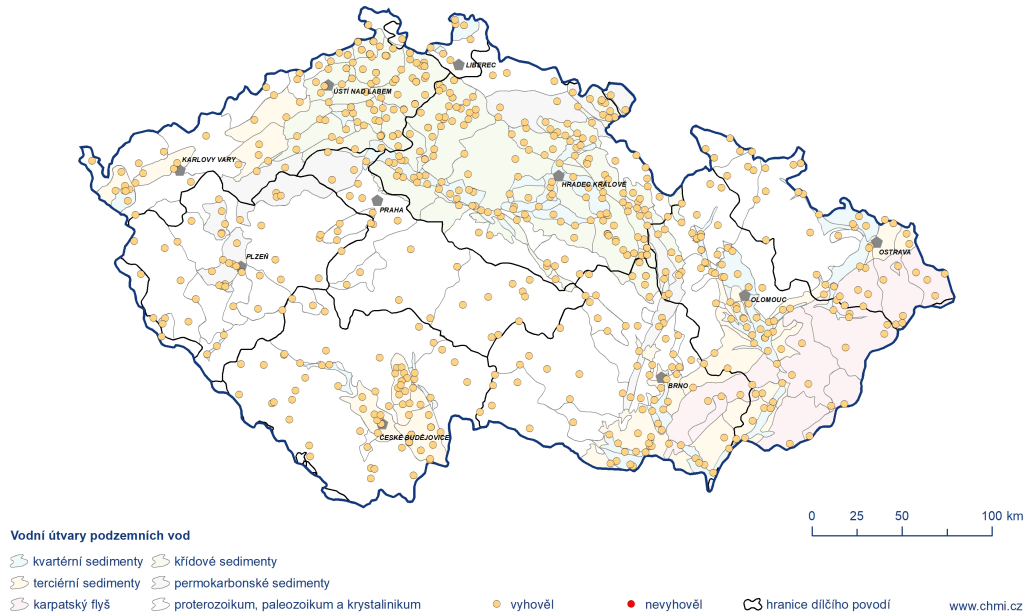 LIBEREC
ÚSTÍ NAD LABEM
KARLOVY VARY
HRADEC KRÁLOVÉ
PRAHA
PLZEŇ
OSTRAVA
OLOMOUC
BRNO
ČESKÉ BUDĚJOVICE
0 25 50 100 km
Vodní útvary podzemních vod
kvartérní sedimenty křídové sedimenty
terciérní sedimenty permokarbonské sedimenty
karpatský flyš proterozoikum, paleozoikum a krystalinikum vyhověl nevyhověl hranice dílčího povodí www.chmi.cz